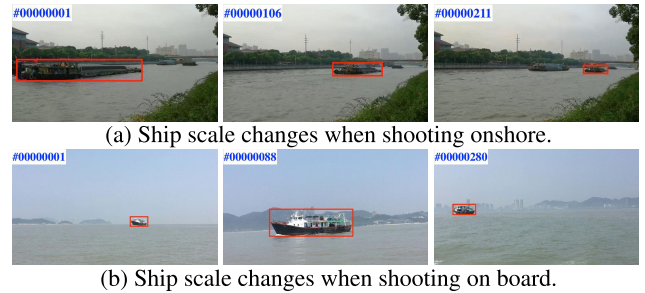 #00000001 #00000106 #00000211
(a) Ship scale changes when shooting onshore.
#00000001 #00000088 #00000280
(b) Ship scale changes when shooting on board.